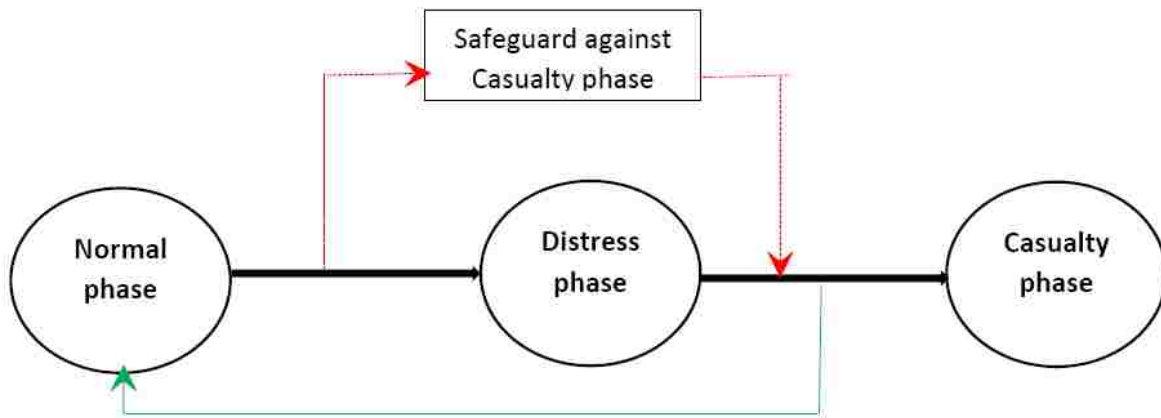 Safeguard against
Casualty phase
Normal
phase
Distress
phase
Casualty
phase